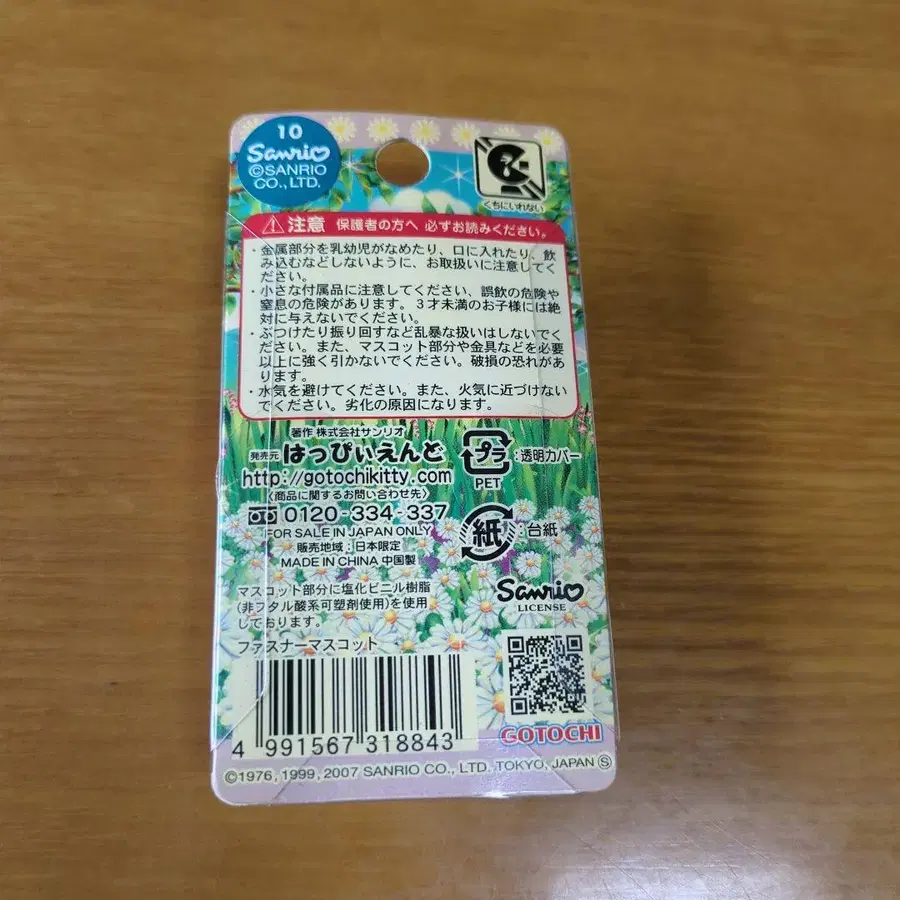 10
Sanrio
©SANRIO
CO., LTD.
くちにいれない
注意 保護者の方へ 必ずお読みください。
・金属部分を乳幼児がなめたり、口に入れたり、飲
み込むなどしないように、お取扱いに注意してく
ださい。
・小さな付属品に注意してください、誤飲の危険や
窒息の危険があります。3才未満のお子様には絶
対に与えないでください。
・ぶつけたり振り回すなど乱暴な扱いはしないでく
ださい。また、マスコット部分や金具などを必要
以上に強く引かないでください。破損の恐れがあ
ります。
・水気を避けてください。また、火気に近づけない
でください。劣化の原因になります。
著作 株式会社サンリオ
発売元 はっぴぃえんど
http://gotochikitty.com
〈商品に関するお問い合わせ先〉
0120-334-337
FOR SALE IN JAPAN ONLY
販売地域:日本限定
MADE IN CHINA 中国製
プラ :透明カバー
PET
紙 :台紙
マスコット部分に塩化ビニル樹脂
(非フタル酸系可塑剤使用)を使用
しております。
Sanrio
LICENSE
ファスナーマスコット
4 991567 318843
GOTOCHI
©1976, 1999, 2007 SANRIO CO., LTD. TOKYO, JAPAN Ⓢ